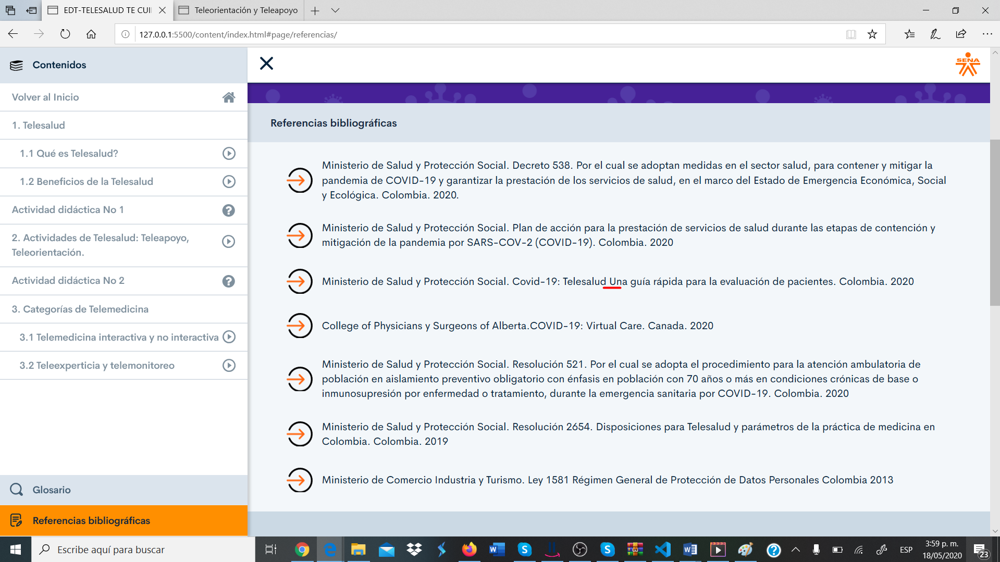 EDT-TELESALUD TE CUI
Teleorientación y Teleapoyo
127.0.0.1:5500/content/index.html#page/referencias/
Contenidos
SENA
Volver al Inicio
1. Telesalud
1.1 Qué es Telesalud?
1.2 Beneficios de la Telesalud
Actividad didáctica No 1
2. Actividades de Telesalud: Teleapoyo,
Teleorientación.
Actividad didáctica No 2
3. Categorías de Telemedicina
3.1 Telemedicina interactiva y no interactiva
3.2 Teleexperticia y telemonitoreo
Glosario
Referencias bibliográficas
Referencias bibliográficas
Ministerio de Salud y Protección Social. Decreto 538. Por el cual se adoptan medidas en el sector salud, para contener y mitigar la
pandemia de COVID-19 y garantizar la prestación de los servicios de salud, en el marco del Estado de Emergencia Económica, Social
y Ecológica. Colombia. 2020.
Ministerio de Salud y Protección Social. Plan de acción para la prestación de servicios de salud durante las etapas de contención y
mitigación de la pandemia por SARS-COV-2 (COVID-19). Colombia. 2020
Ministerio de Salud y Protección Social. Covid-19: Telesalud Una guía rápida para la evaluación de pacientes. Colombia. 2020
College of Physicians y Surgeons of Alberta.COVID-19: Virtual Care. Canada. 2020
Ministerio de Salud y Protección Social. Resolución 521. Por el cual se adopta el procedimiento para la atención ambulatoria de
población en aislamiento preventivo obligatorio con énfasis en población con 70 años o más en condiciones crónicas de base o
inmunosupresión por enfermedad o tratamiento, durante la emergencia sanitaria por COVID-19. Colombia. 2020
Ministerio de Salud y Protección Social. Resolución 2654. Disposiciones para Telesalud y parámetros de la práctica de medicina en
Colombia. Colombia. 2019
Ministerio de Comercio Industria y Turismo. Ley 1581 Régimen General de Protección de Datos Personales Colombia 2013
Escribe aquí para buscar
ESP
3:59 p. m.
18/05/2020
23